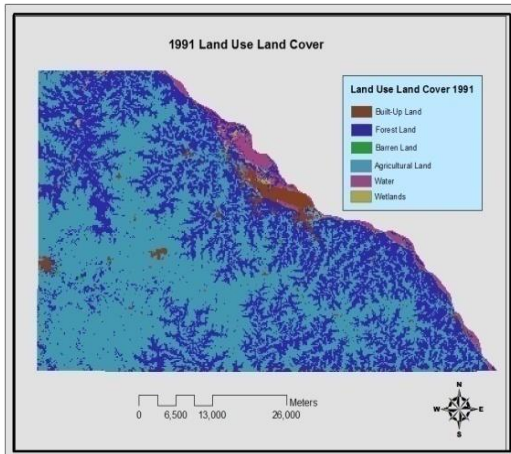 1991 Land Use Land Cover
Land Use Land Cover 1991
Built-Up Land
Forest Land
Barren Land
Agricultural Land
Water
Wetlands
Meters
0 6,500 13,000 26,000
N
W E
S